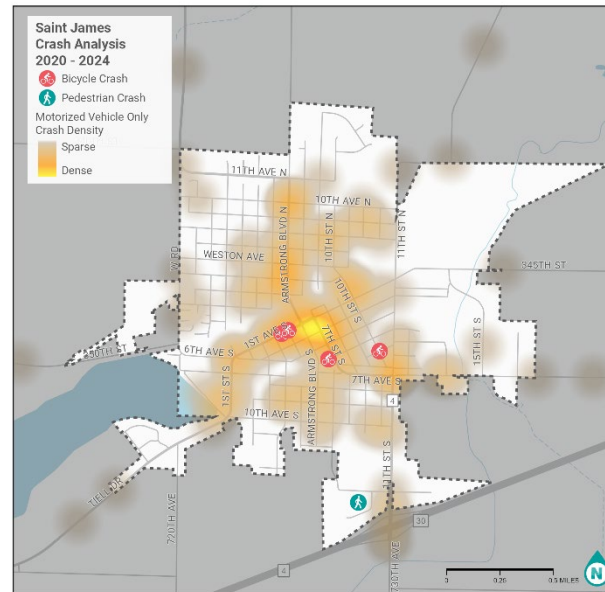 Saint James
Crash Analysis
2020 - 2024
Bicycle Crash
Pedestrian Crash
Motorized Vehicle Only
Crash Density
Sparse
Dense
11TH AVE N
10TH AVE N
ARMSTRONG BLVD N
10TH ST N
11TH ST N
WESTON AVE
345TH ST
10TH ST S
1ST AVE
7TH ST S
6TH AVE S
1ST ST S
ARMSTRONG BLVD S
7TH AVE S
15TH ST S
4
10TH AVE S
11TH ST S
720TH AVE
30
4
730TH AVE
0
0.25
0.5 MILES
N